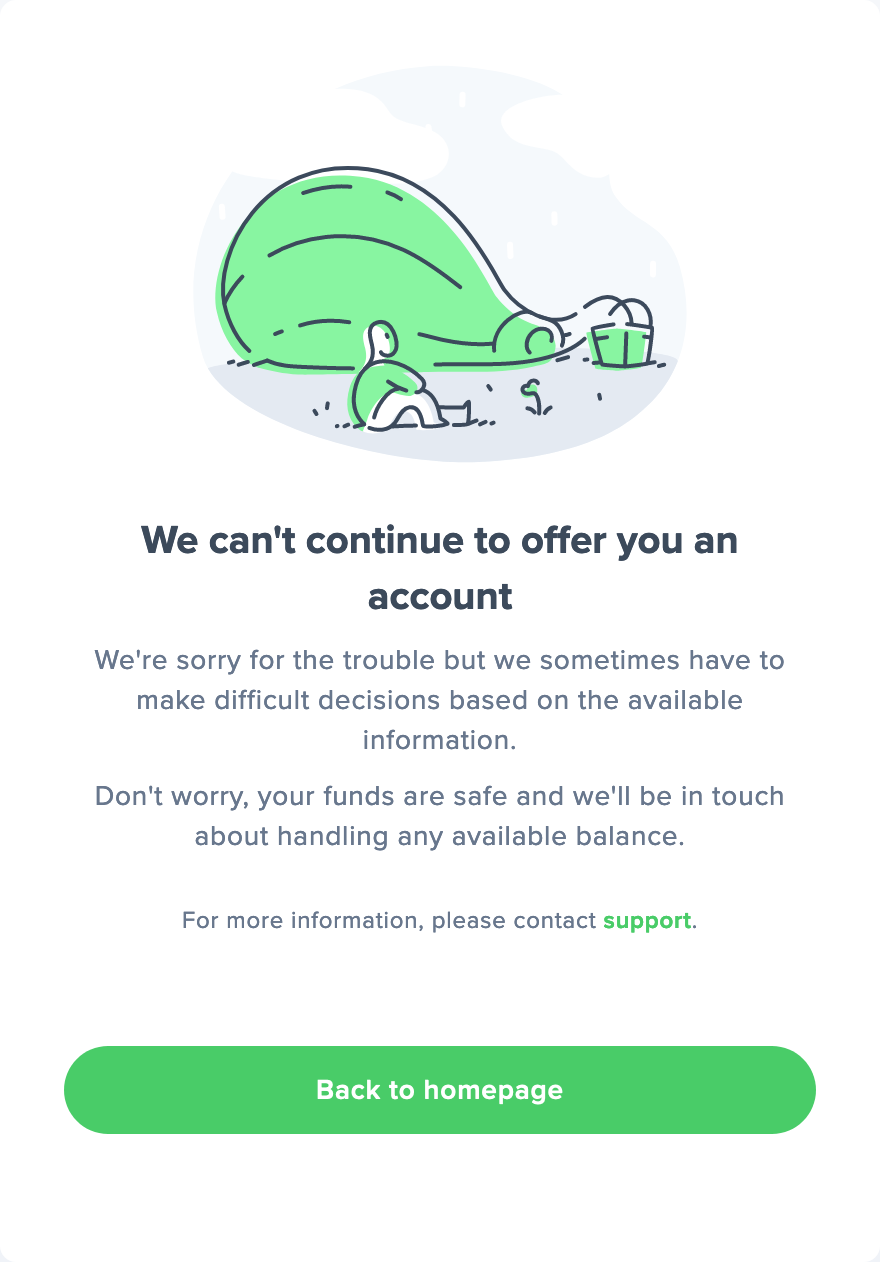 We can't continue to offer you an
account
We're sorry for the trouble but we sometimes have to
make difficult decisions based on the available
information.
Don't worry, your funds are safe and we'll be in touch
about handling any available balance.
For more information, please contact support.
Back to homepage